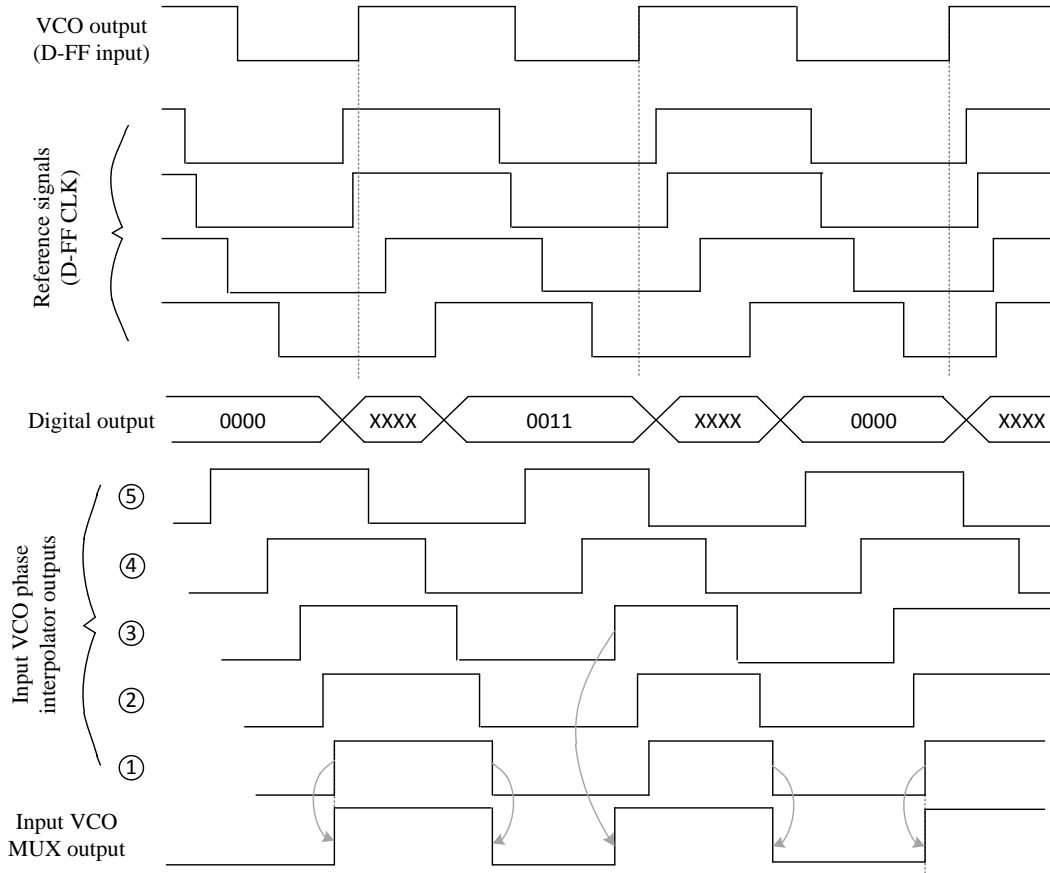 VCO output
(D-FF input)
Reference signals
(D-FF CLK)
Digital output
0000
XXXX
0011
XXXX
0000
XXXX
Input VCO phase
interpolator outputs
⑤
④
③
②
①
Input VCO
MUX output